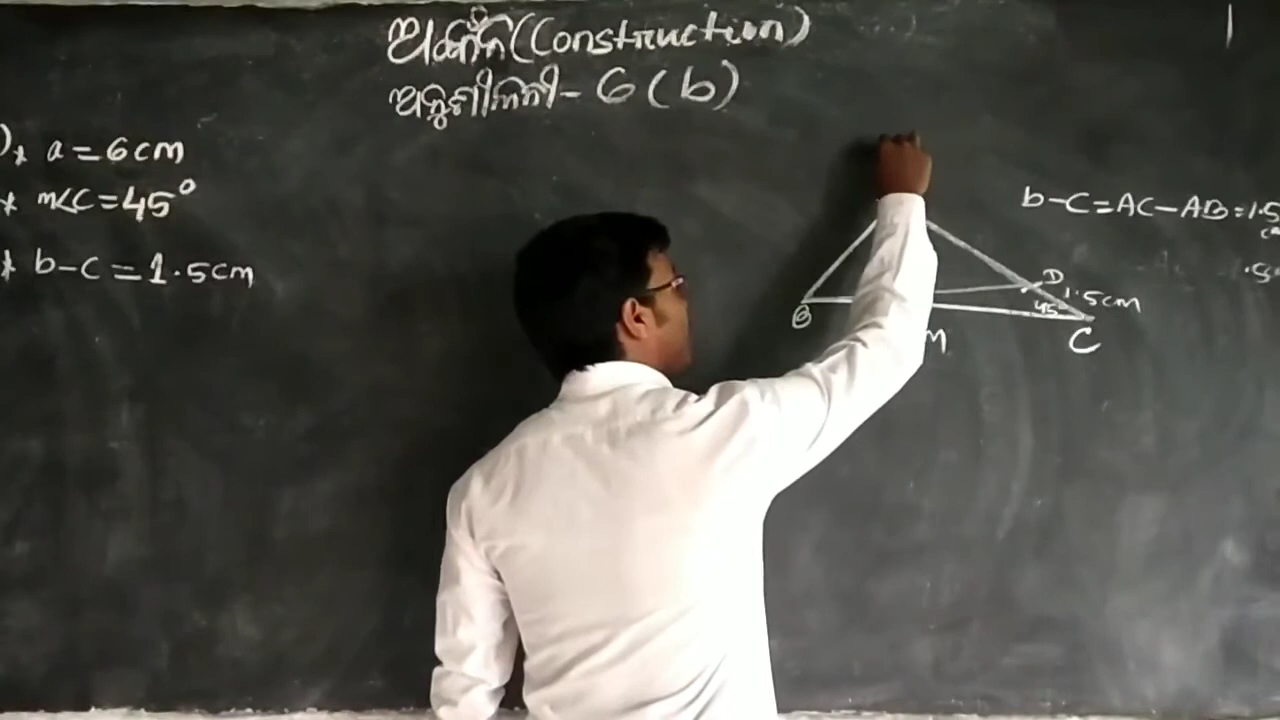 ଅଙ୍କନ (Construction)
ଅନୁଶୀଳନୀ - 6 (b)
)* a = 6cm
* m<C = 45°
* b-c = 1.5cm
b-c = AC - AB = 1.5
B
D
1.5cm
45°
C